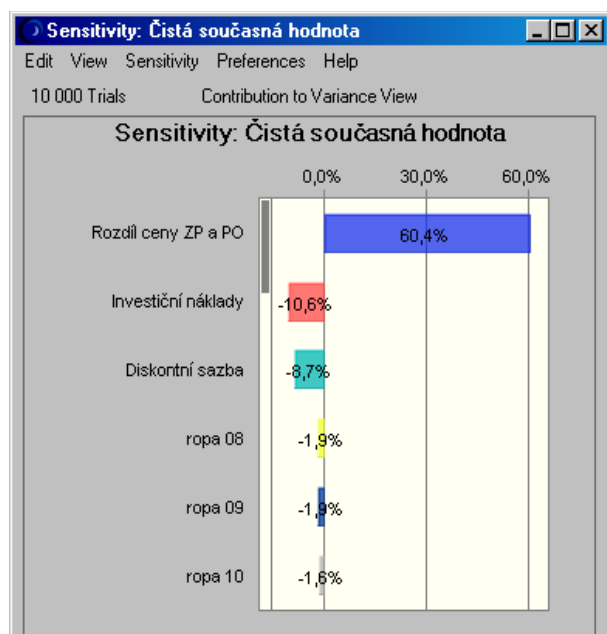 Sensitivity: Čistá současná hodnota
Edit View Sensitivity Preferences Help
10 000 Trials Contribution to Variance View
Sensitivity: Čistá současná hodnota
0,0% 30,0% 60,0%
Rozdíl ceny ZP a PO 60,4%
Investiční náklady -10,6%
Diskontní sazba -8,7%
ropa 08 -1,9%
ropa 09 -1,9%
ropa 10 -1,6%